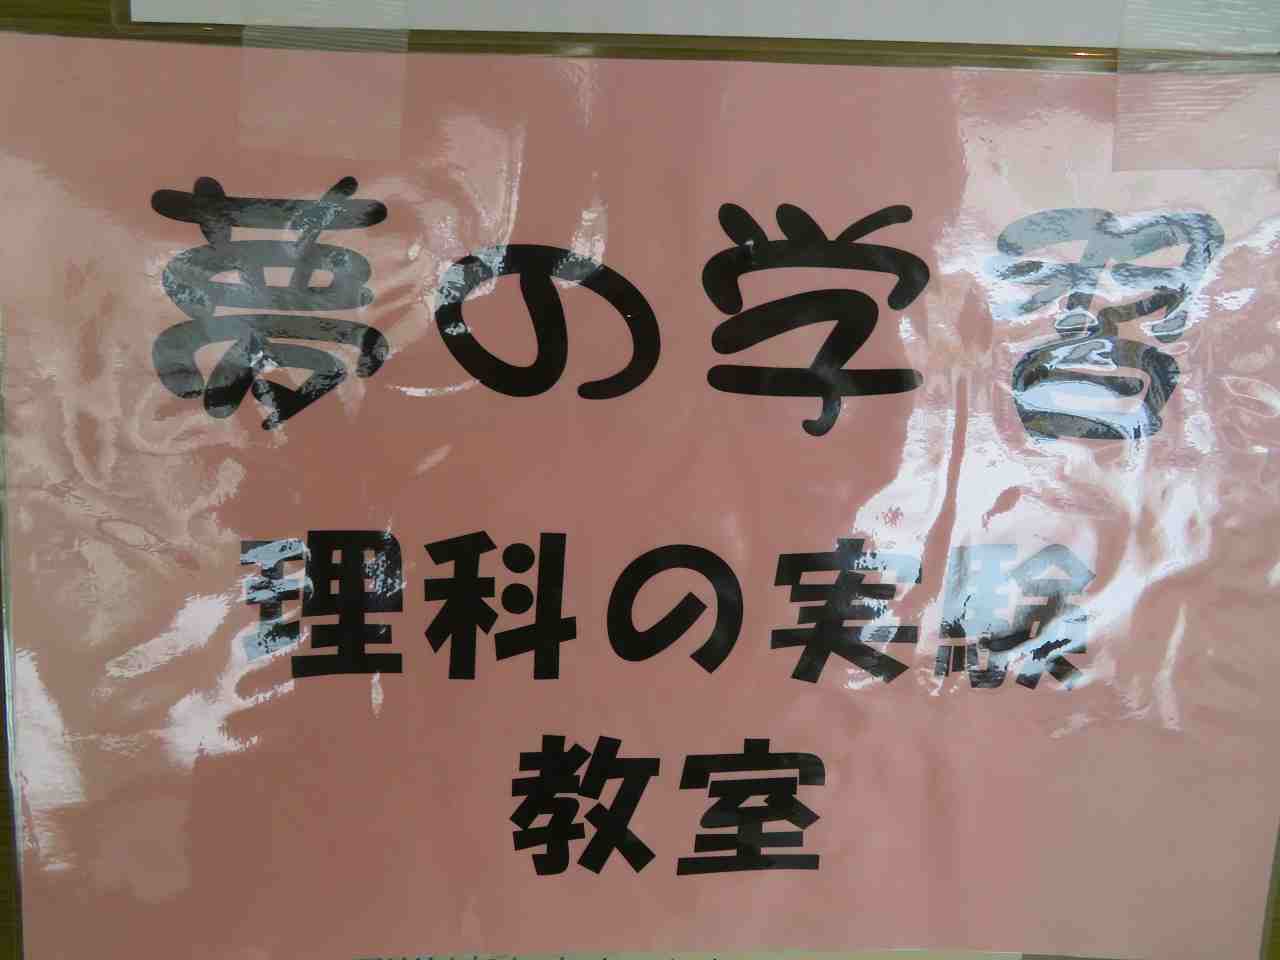 夢の学習
理科の実験
教室